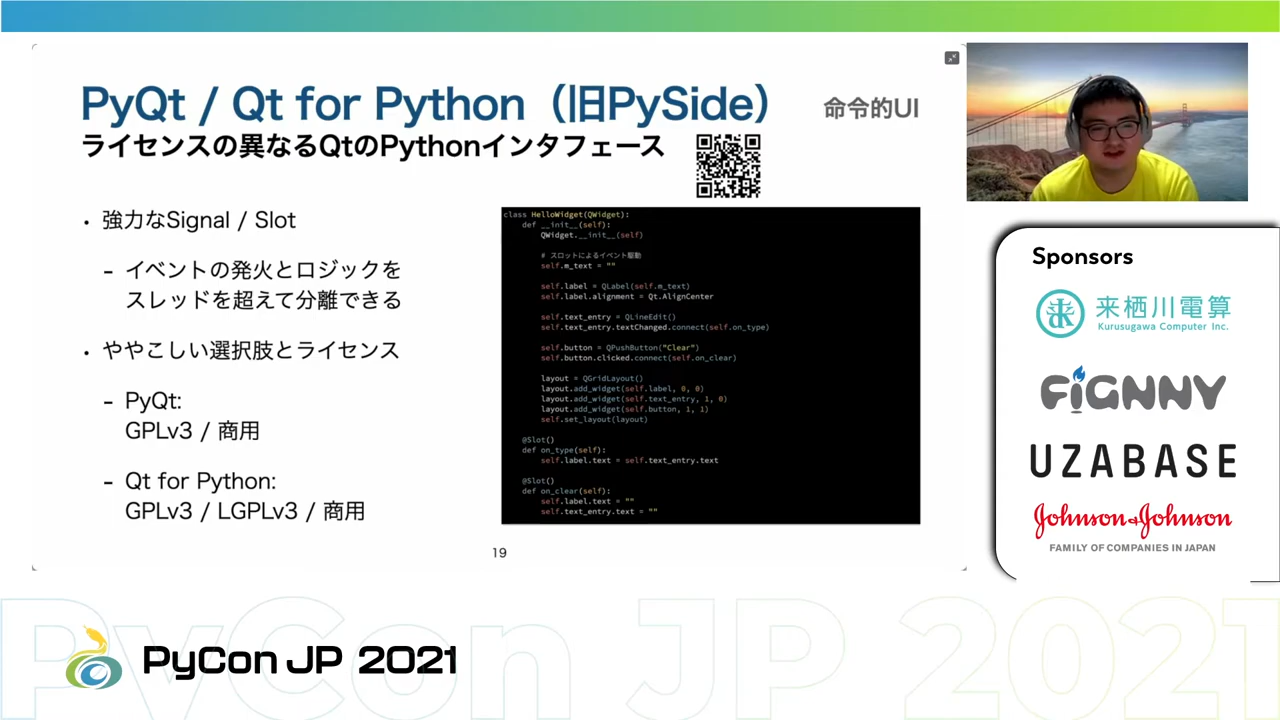 PyQt / Qt for Python（旧PySide）
命令的UI
ライセンスの異なるQtのPythonインタフェース
・ 強力なSignal / Slot
– イベントの発火とロジックを
スレッドを超えて分離できる
・ ややこしい選択肢とライセンス
– PyQt:
GPLv3 / 商用
– Qt for Python:
GPLv3 / LGPLv3 / 商用
class HelloWidget(QWidget):
def __init__(self):
QWidget.__init__(self)
# スロットによるイベント駆動
self.m_text = ""
self.label = QLabel(self.m_text)
self.label.alignment = Qt.AlignCenter
self.text_entry = QLineEdit()
self.text_entry.textChanged.connect(self.on_type)
self.button = QPushButton("Clear")
self.button.clicked.connect(self.on_clear)
layout = QGridLayout()
layout.add_widget(self.label, 0, 0)
layout.add_widget(self.text_entry, 1, 0)
layout.add_widget(self.button, 1, 1)
self.set_layout(layout)
@Slot()
def on_type(self):
self.label.text = self.text_entry.text
@Slot()
def on_clear(self):
self.label.text = ""
self.text_entry.text = ""
19
Sponsors
来栖川電算
Kurusugawa Computer Inc.
FiGNNY
UZABASE
Johnson & Johnson
FAMILY OF COMPANIES IN JAPAN
PyCon JP 2021
PyCon JP 2021